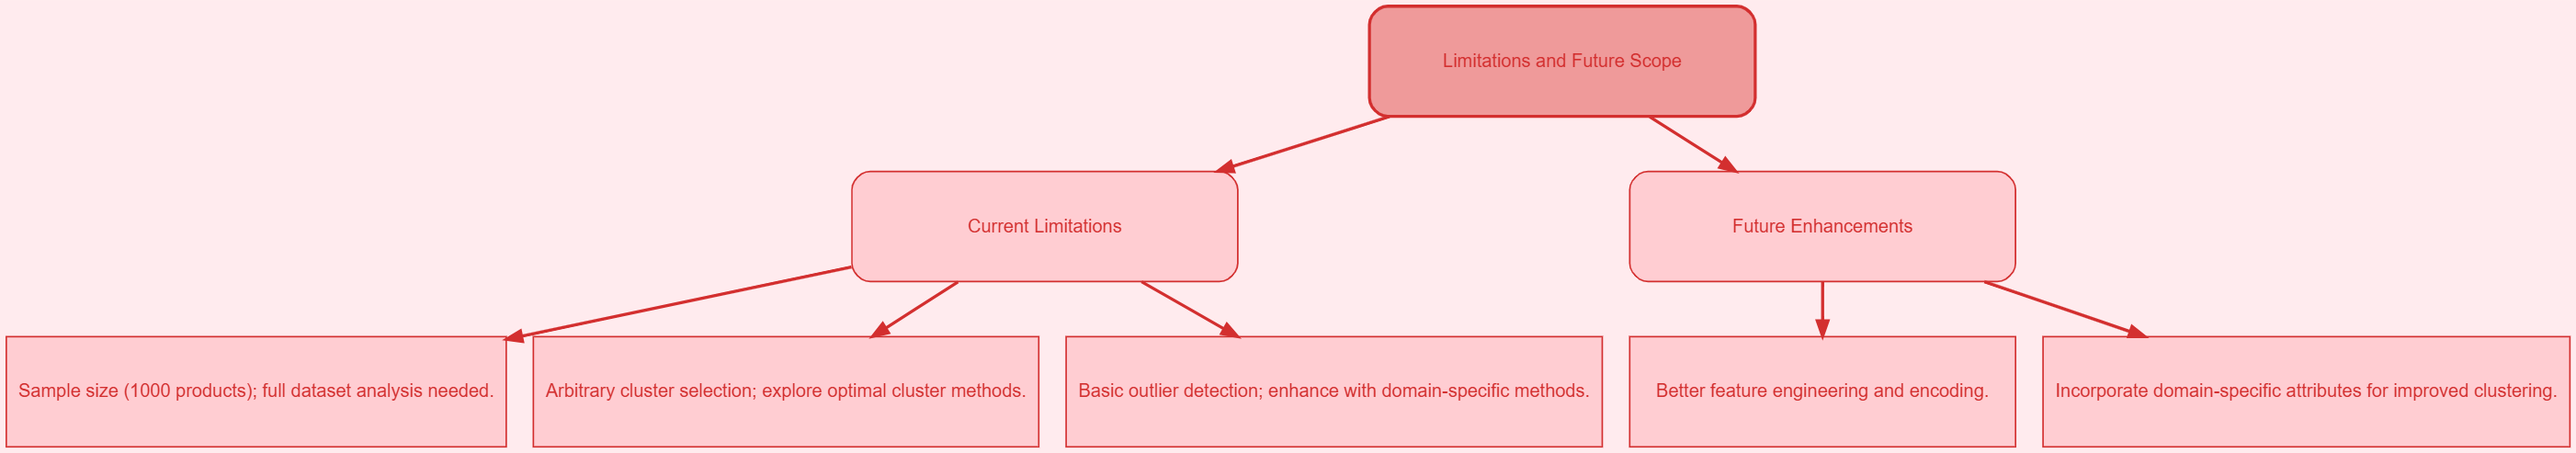 Limitations and Future Scope
Current Limitations
Future Enhancements
Sample size (1000 products); full dataset analysis needed.
Arbitrary cluster selection; explore optimal cluster methods.
Basic outlier detection; enhance with domain-specific methods.
Better feature engineering and encoding.
Incorporate domain-specific attributes for improved clustering.